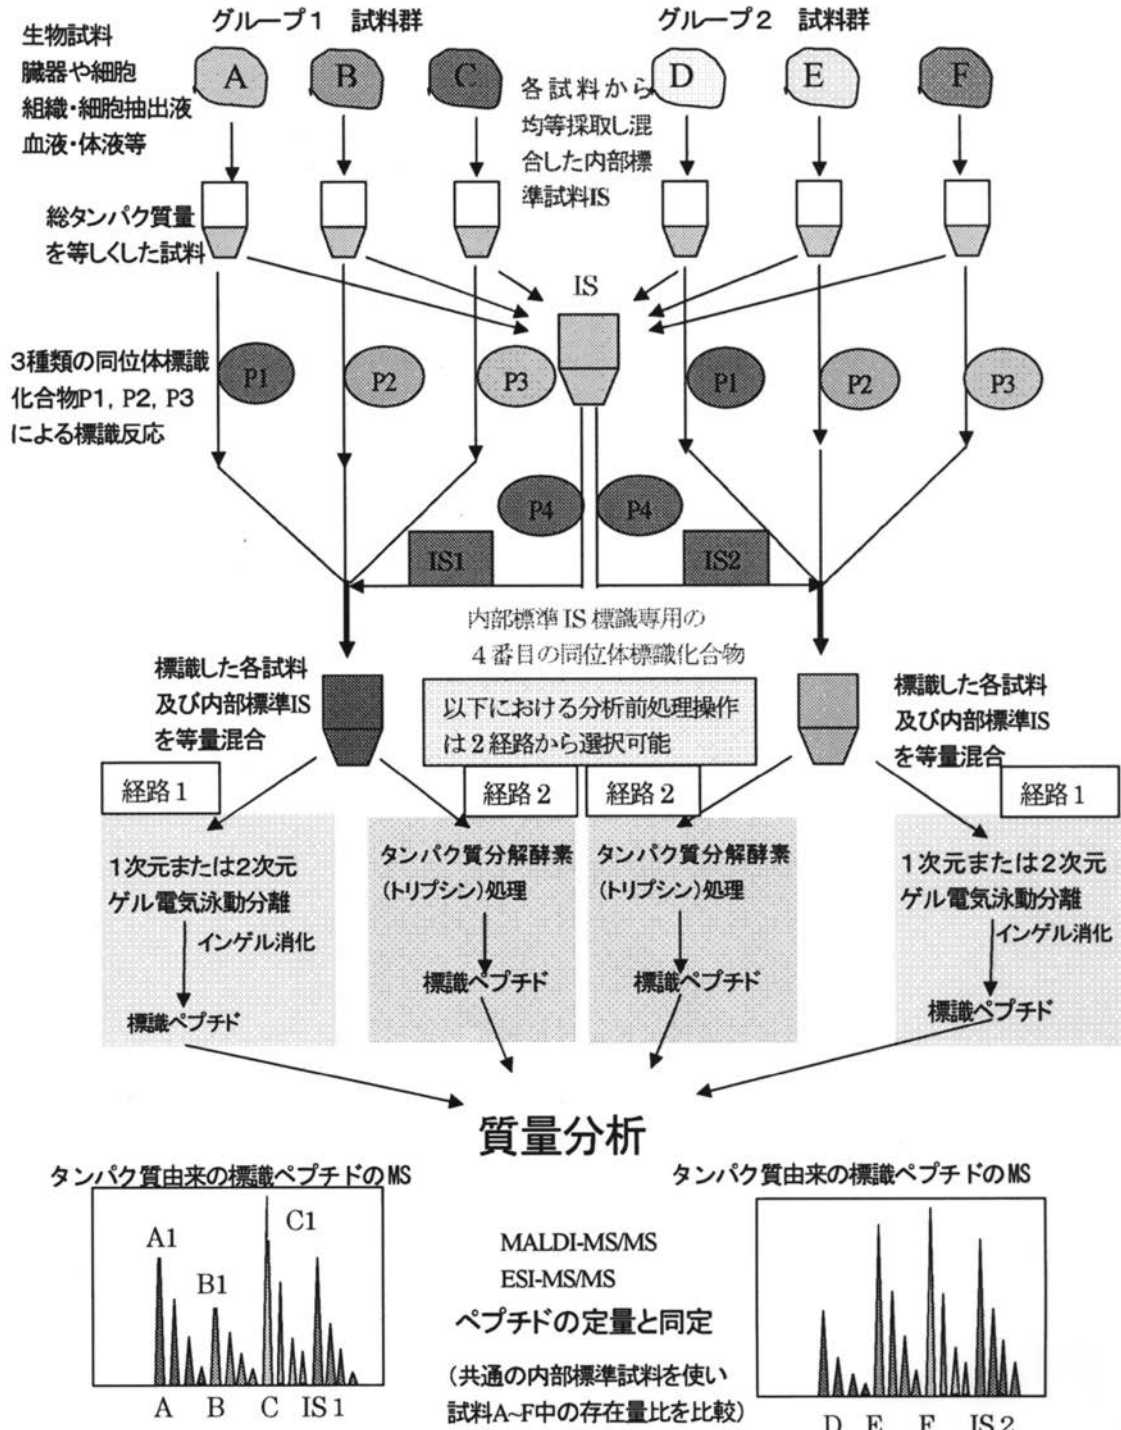 グループ1 試料群
グループ2 試料群
生物試料
臓器や細胞
組織・細胞抽出液
血液・体液等
A
B
C
各試料から
均等採取し混
合した内部標
準試料IS
D
E
F
総タンパク質量
を等しくした試料
IS
3種類の同位体標識
化合物P1, P2, P3
による標識反応
P1
P2
P3
P1
P2
P3
P4
P4
IS1
IS2
内部標準IS標識専用の
4番目の同位体標識化合物
標識した各試料
及び内部標準IS
を等量混合
以下における分析前処理操作
は2経路から選択可能
標識した各試料
及び内部標準IS
を等量混合
経路1
経路2
経路2
経路1
1次元または2次元
ゲル電気泳動分離
インゲル消化
標識ペプチド
タンパク質分解酵素
(トリプシン)処理
標識ペプチド
タンパク質分解酵素
(トリプシン)処理
標識ペプチド
1次元または2次元
ゲル電気泳動分離
インゲル消化
標識ペプチド
質量分析
タンパク質由来の標識ペプチドのMS
A1
B1
C1
A B C IS1
MALDI-MS/MS
ESI-MS/MS
ペプチドの定量と同定
(共通の内部標準試料を使い
試料A~F中の存在量比を比較)
タンパク質由来の標識ペプチドのMS
D E F IS2